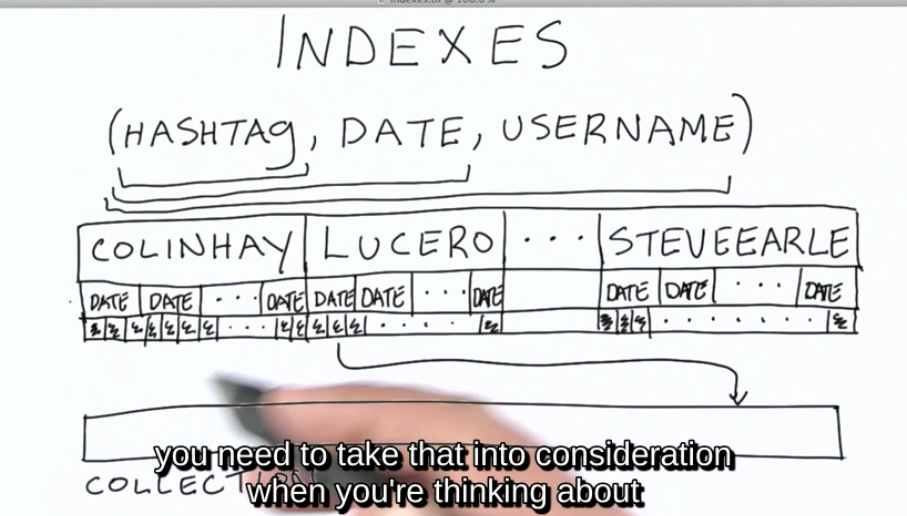 INDEXES
(HASHTAG, DATE, USERNAME)
COLINHAY LUCERO ... STEVEEARLE
DATE DATE ... DATE DATE DATE ... DATE DATE DATE ... DATE
you need to take that into consideration
when you're thinking about